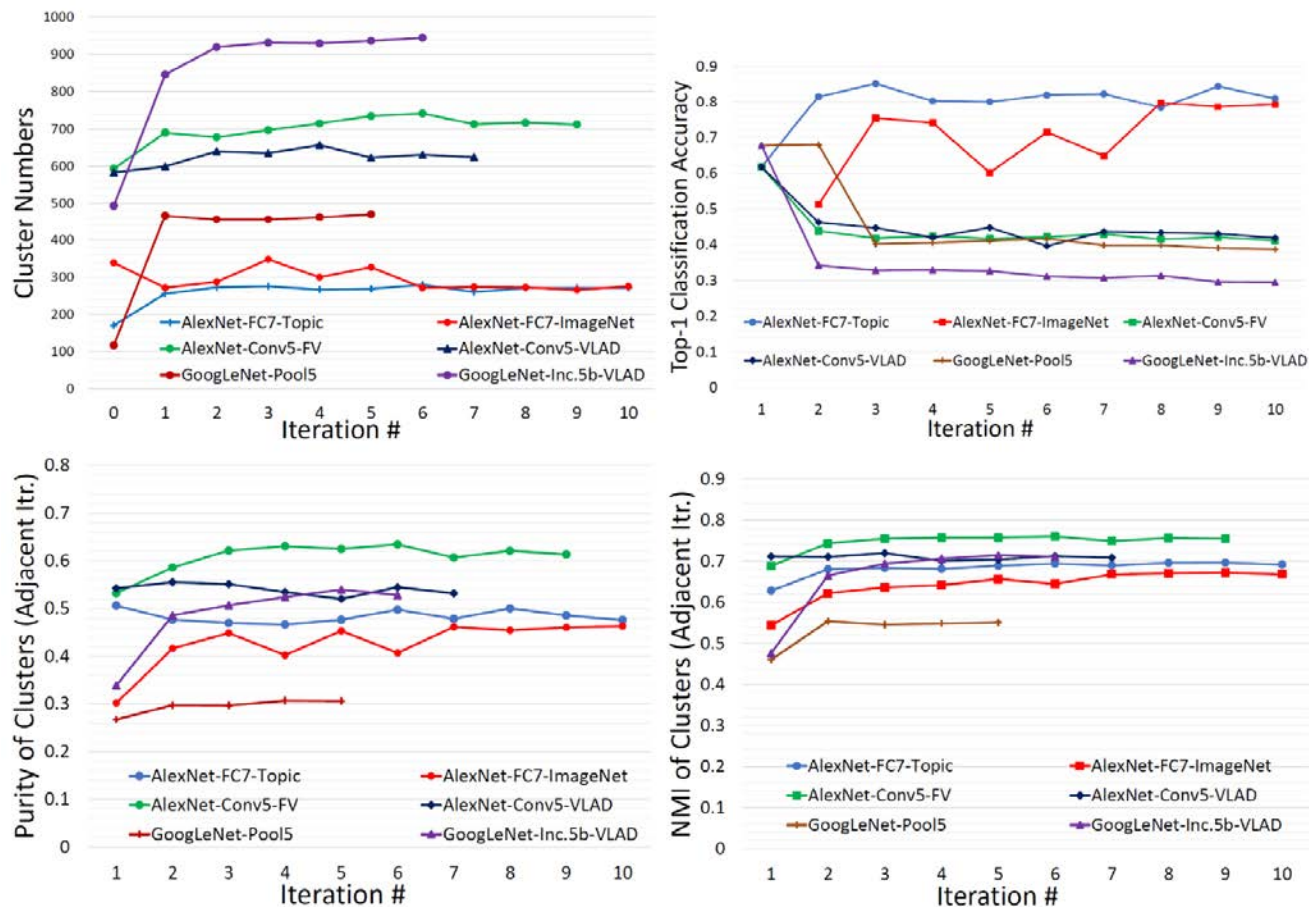 Cluster Numbers
1000
900
800
700
600
500
400
300
200
100
0
AlexNet-FC7-Topic AlexNet-FC7-ImageNet
AlexNet-Conv5-FV AlexNet-Conv5-VLAD
GoogLeNet-Pool5 GoogLeNet-Inc.5b-VLAD
0 1 2 3 4 5 6 7 8 9 10
Iteration #
Top-1 Classification Accuracy
0.9
0.8
0.7
0.6
0.5
0.4
0.3
0.2
0.1
0
AlexNet-FC7-Topic AlexNet-FC7-ImageNet AlexNet-Conv5-FV
AlexNet-Conv5-VLAD GoogLeNet-Pool5 GoogLeNet-Inc.5b-VLAD
1 2 3 4 5 6 7 8 9 10
Iteration #
Purity of Clusters (Adjacent Itr.)
0.8
0.7
0.6
0.5
0.4
0.3
0.2
0.1
0
AlexNet-FC7-Topic AlexNet-FC7-ImageNet
AlexNet-Conv5-FV AlexNet-Conv5-VLAD
GoogLeNet-Pool5 GoogLeNet-Inc.5b-VLAD
1 2 3 4 5 6 7 8 9 10
Iteration #
NMI of Clusters (Adjacent Itr.)
0.9
0.8
0.7
0.6
0.5
0.4
0.3
0.2
0.1
0
AlexNet-FC7-Topic AlexNet-FC7-ImageNet
AlexNet-Conv5-FV AlexNet-Conv5-VLAD
GoogLeNet-Pool5 GoogLeNet-Inc.5b-VLAD
1 2 3 4 5 6 7 8 9 10
Iteration #